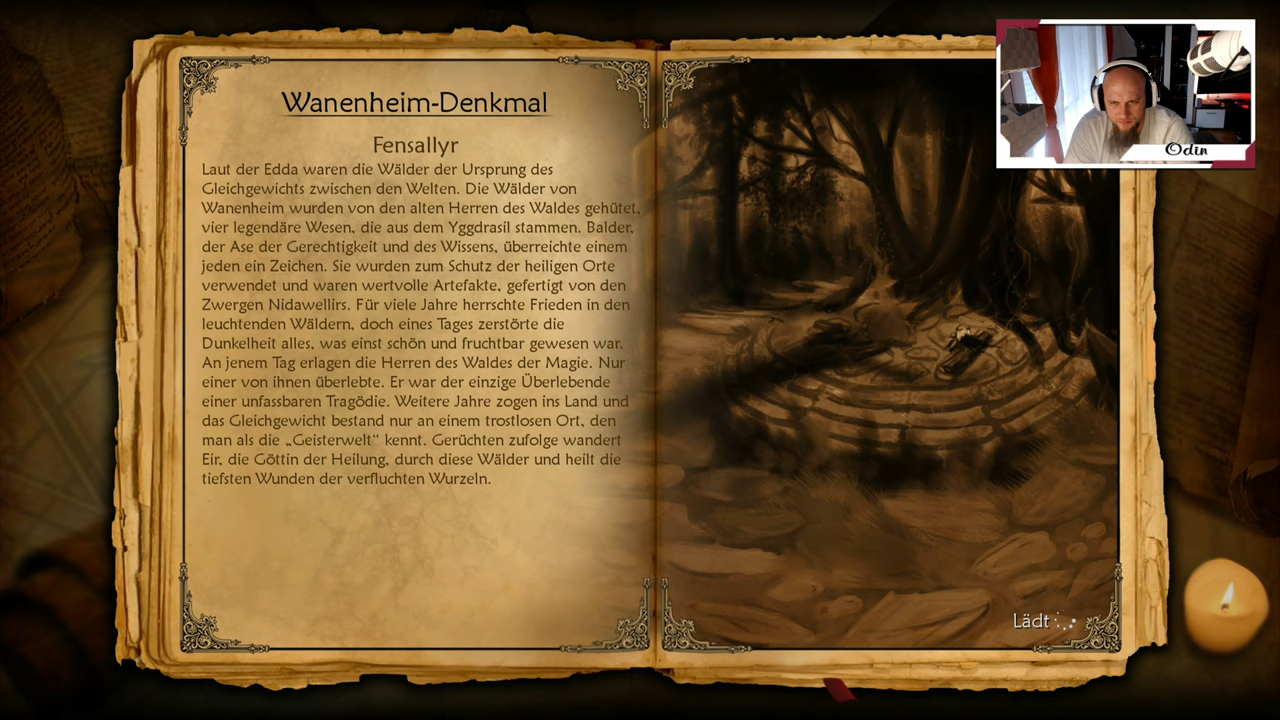 Wanenheim-Denkmal
Fensallyr
Laut der Edda waren die Wälder der Ursprung des
Gleichgewichts zwischen den Welten. Die Wälder von
Wanenheim wurden von den alten Herren des Waldes gehütet,
vier legendäre Wesen, die aus dem Yggdrasil stammen. Balder,
der Ase der Gerechtigkeit und des Wissens, überreichte einem
jeden ein Zeichen. Sie wurden zum Schutz der heiligen Orte
verwendet und waren wertvolle Artefakte, gefertigt von den
Zwergen Nidawellirs. Für viele Jahre herrschte Frieden in den
leuchtenden Wäldern, doch eines Tages zerstörte die
Dunkelheit alles, was einst schön und fruchtbar gewesen war.
An jenem Tag erlagen die Herren des Waldes der Magie. Nur
einer von ihnen überlebte. Er war der einzige Überlebende
einer unfassbaren Tragödie. Weitere Jahre zogen ins Land und
das Gleichgewicht bestand nur an einem trostlosen Ort, den
man als die „Geisterwelt“ kennt. Gerüchten zufolge wandert
Eir, die Göttin der Heilung, durch diese Wälder und heilt die
tiefsten Wunden der verfluchten Wurzeln.
Odin
Lädt